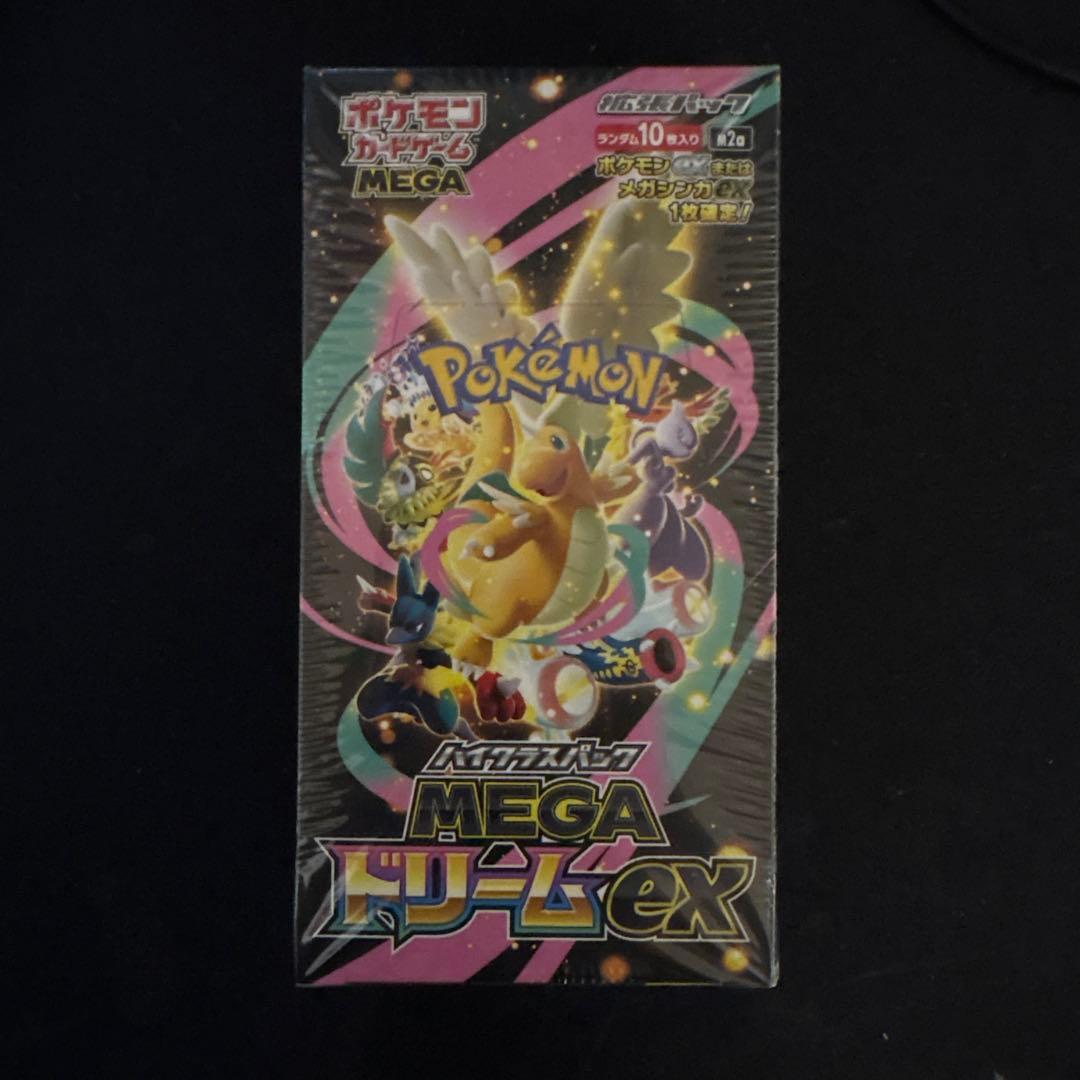 ポケモン
カードゲーム
MEGA
拡張パック
ランダム10枚入り M2a
ポケモンexまたは
メガシンカex
1枚確定!
POKéMON
ハイクラスパック
MEGA
ドリームex